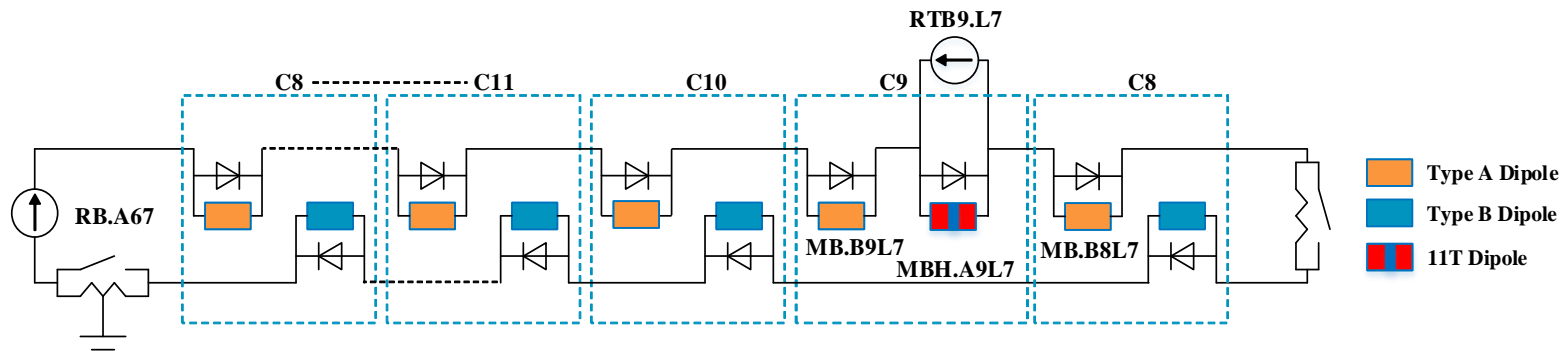 RTB9.L7
C8
C11
C10
C9
C8
RB.A67
MB.B9L7
MBH.A9L7
MB.B8L7
Type A Dipole
Type B Dipole
11T Dipole